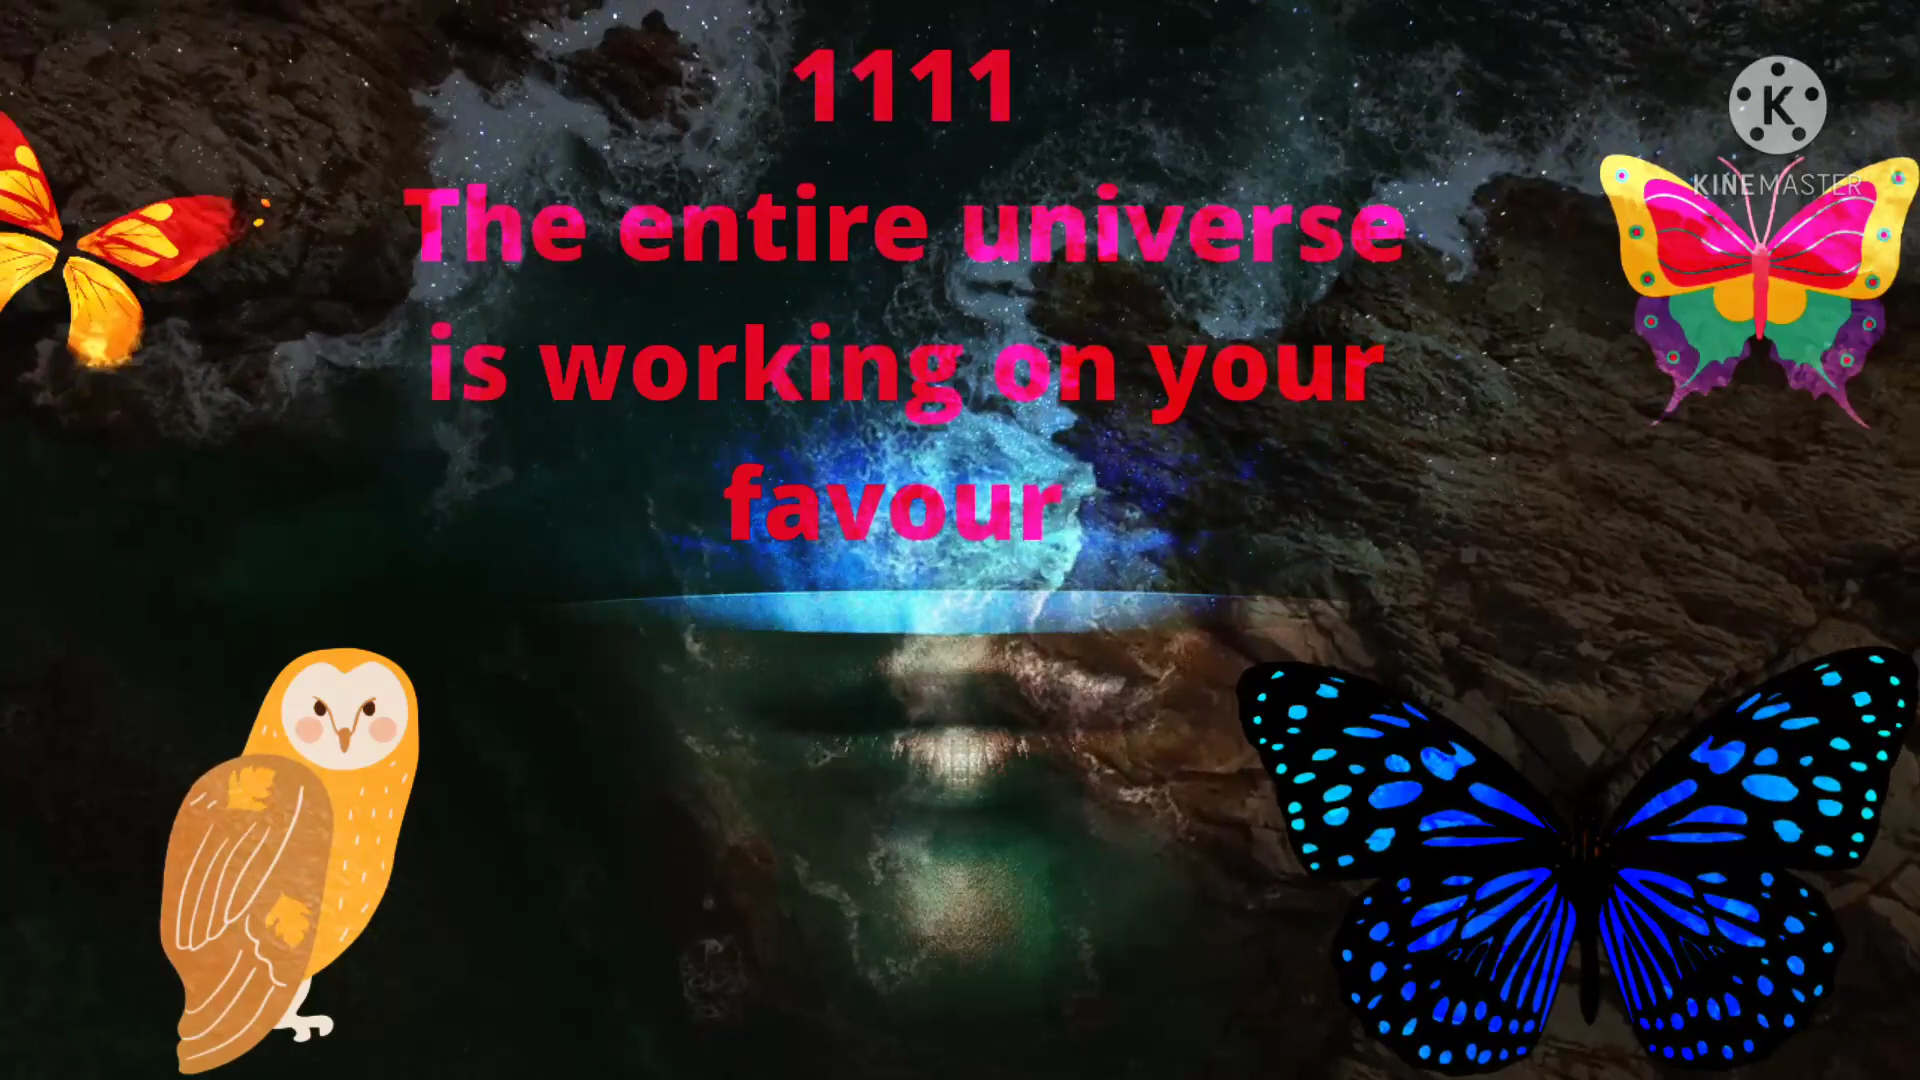 1111
The entire universe
is working on your
favour
K
KINEMASTER